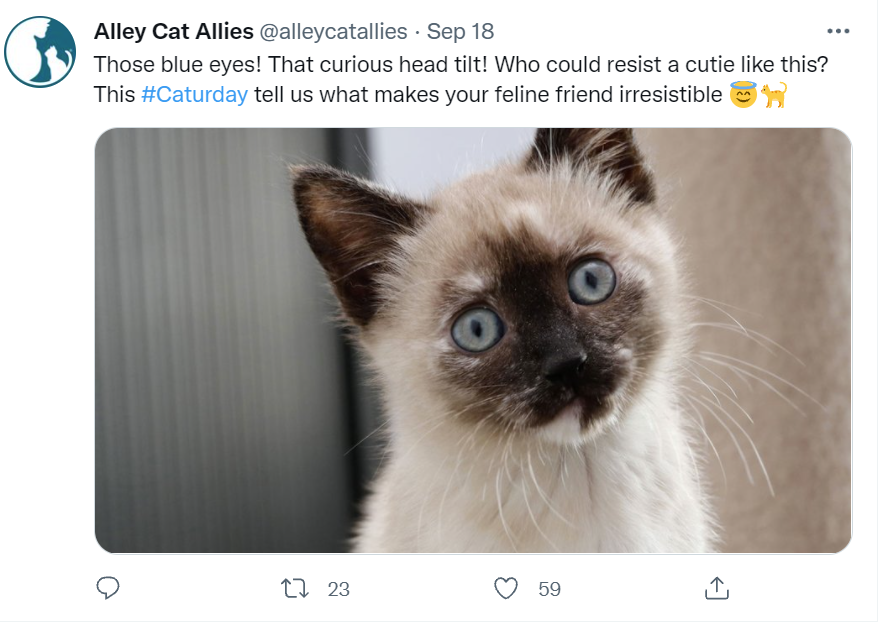 Alley Cat Allies @alleycatallies · Sep 18
Those blue eyes! That curious head tilt! Who could resist a cutie like this?
This #Caturday tell us what makes your feline friend irresistible 😇🐈
23 59